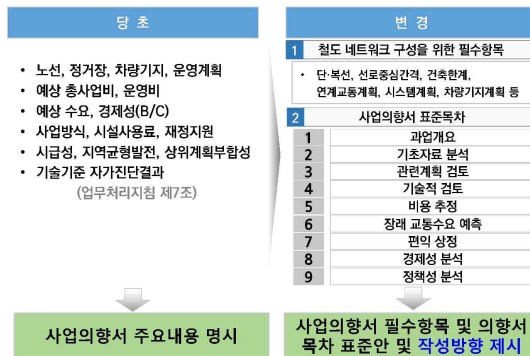 당 초
• 노선, 정거장, 차량기지, 운영계획
• 예상 총사업비, 운영비
• 예상 수요, 경제성(B/C)
• 사업방식, 시설사용료, 재정지원
• 시급성, 지역균형발전, 상위계획부합성
• 기술기준 자가진단결과
(업무처리지침 제7조)
사업의향서 주요내용 명시
변 경
1 철도 네트워크 구성을 위한 필수항목
• 단·복선, 선로중심간격, 건축한계,
연계교통계획, 시스템계획, 차량기지계획 등
2 사업의향서 표준목차
1 과업개요
2 기초자료 분석
3 관련계획 검토
4 기술적 검토
5 비용 추정
6 장래 교통수요 예측
7 편익 상정
8 경제성 분석
9 정책성 분석
사업의향서 필수항목 및 의향서
목차 표준안 및 작성방향 제시